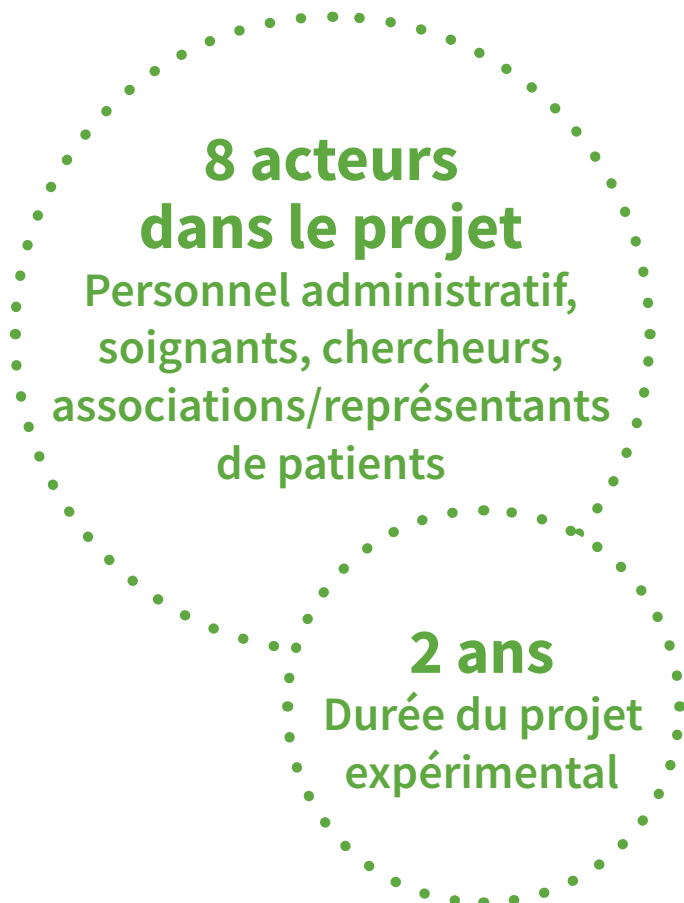 8 acteurs
dans le projet
Personnel administratif,
soignants, chercheurs,
associations/représentants
de patients
2 ans
Durée du projet
expérimental